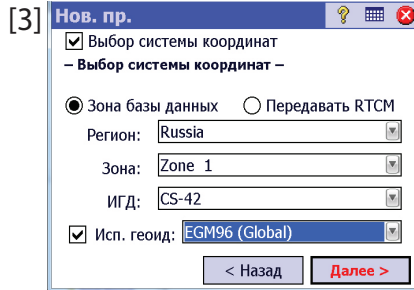 [3]
Нов. пр.
Выбор системы координат
– Выбор систeмы координат –
Зона базы данных Передавать RTCM
Регион: Russia
Зона: Zone 1
ИГД: CS-42
Исп. геоид: EGM96 (Global)
< Назад Далее >